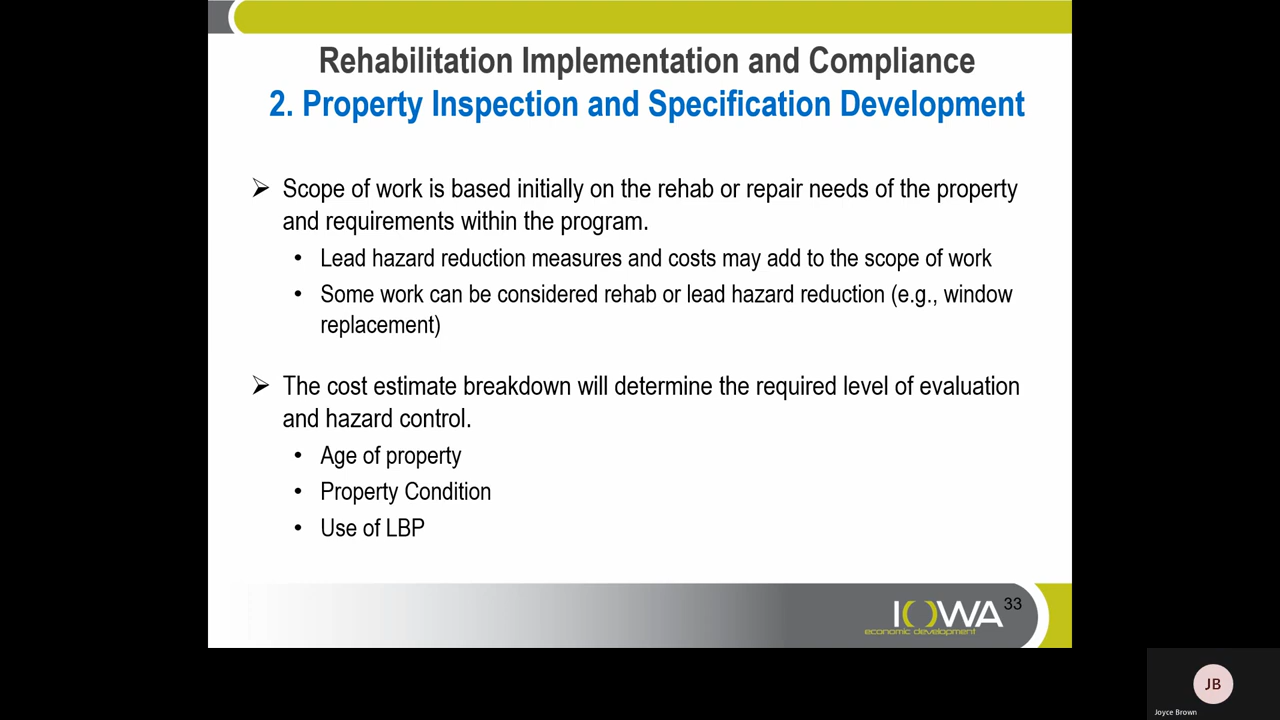 Rehabilitation Implementation and Compliance
2. Property Inspection and Specification Development
➢ Scope of work is based initially on the rehab or repair needs of the property
and requirements within the program.
• Lead hazard reduction measures and costs may add to the scope of work
• Some work can be considered rehab or lead hazard reduction (e.g., window
replacement)
➢ The cost estimate breakdown will determine the required level of evaluation
and hazard control.
• Age of property
• Property Condition
• Use of LBP
IOWA
economic development
33
JB
Joyce Brown